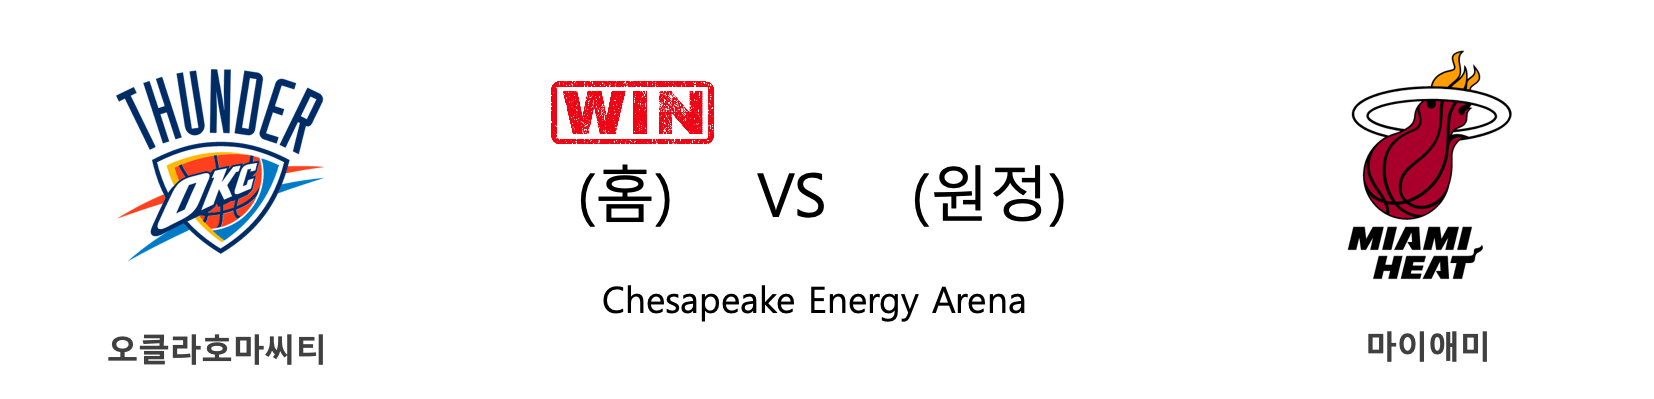 THUNDER
OKC
오클라호마씨티
WIN
(홈) VS (원정)
Chesapeake Energy Arena
MIAMI
HEAT
마이애미